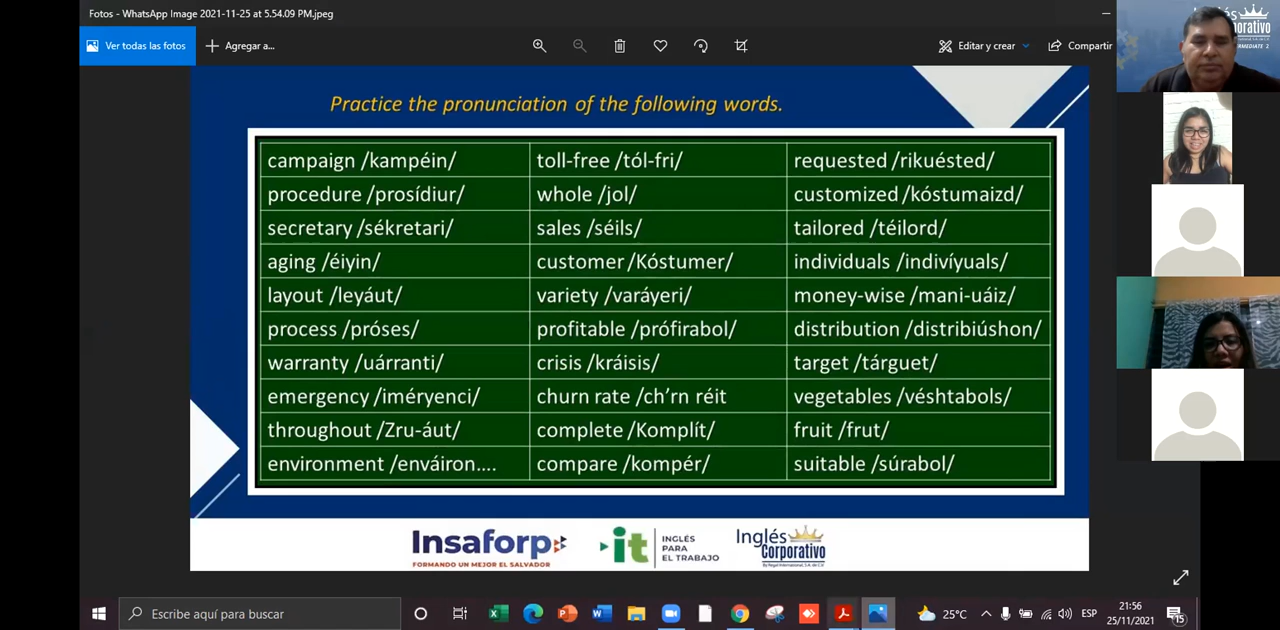 Fotos - WhatsApp Image 2021-11-25 at 5.54.09 PM.jpeg
Ver todas las fotos
Agregar a...
Editar y crear
Compartir
Practice the pronunciation of the following words.
campaign /kampéin/ toll-free /tól-fri/ requested /rikuésted/
procedure /prosídiur/ whole /jol/ customized /kóstumaizd/
secretary /sékretari/ sales /séils/ tailored /téilord/
aging /éiyin/ customer /Kóstumer/ individuals /indivíyuals/
layout /leyáut/ variety /varáyeri/ money-wise /mani-uáiz/
process /próses/ profitable /prófirabol/ distribution /distribiúshon/
warranty /uárranti/ crisis /kráisis/ target /tárguet/
emergency /iméryenci/ churn rate /ch'rn réit vegetables /véshtabols/
throughout /Zru-áut/ complete /Komplít/ fruit /frut/
environment /enváiron.... compare /kompér/ suitable /súrabol/
Insaforp
FORMANDO UN MEJOR EL SALVADOR
it
INGLÉS
PARA
EL TRABAJO
Inglés
Corporativo
Escribe aquí para buscar
25°C
ESP
21:56
25/11/2021
15